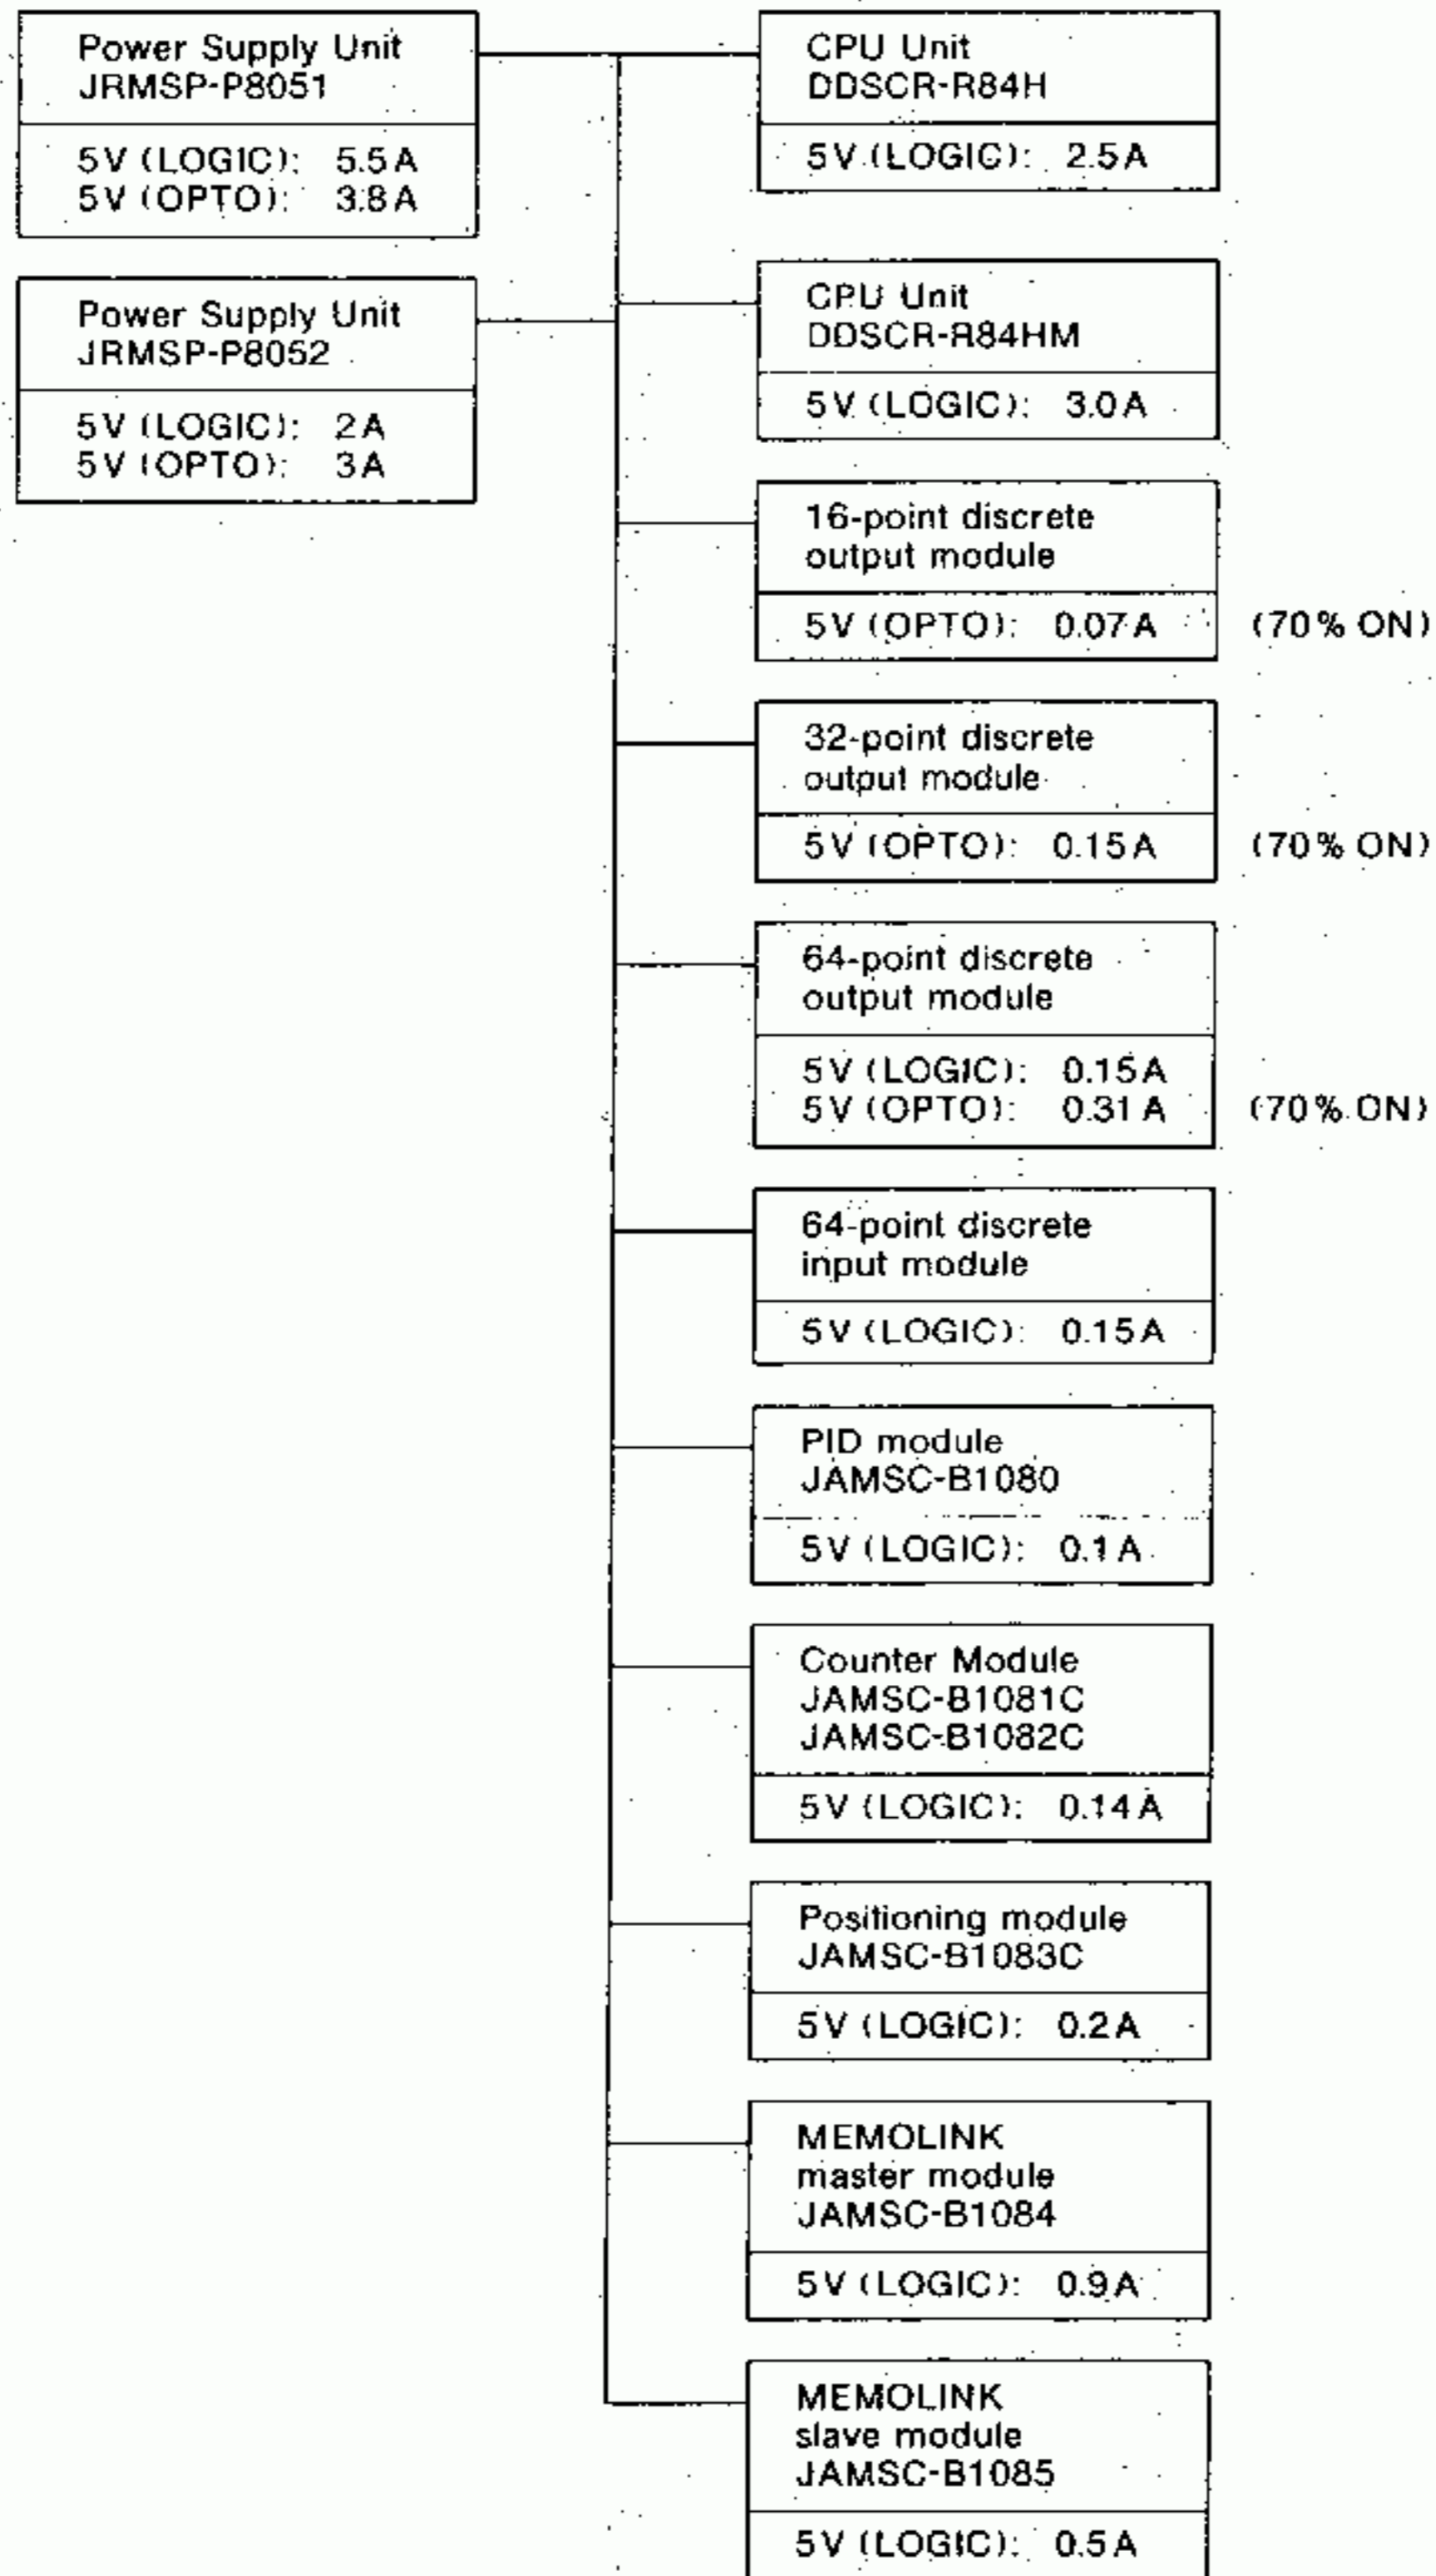 Power Supply Unit
JRMSP-P8051
5V (LOGIC): 5.5A
5V (OPTO): 3.8A
Power Supply Unit
JRMSP-P8052
5V (LOGIC): 2A
5V (OPTO): 3A
CPU Unit
DDSCR-R84H
5V (LOGIC): 2.5A
CPU Unit
DDSCR-R84HM
5V (LOGIC): 3.0A
16-point discrete
output module
5V (OPTO): 0.07A (70% ON)
32-point discrete
output module
5V (OPTO): 0.15A (70% ON)
64-point discrete
output module
5V (LOGIC): 0.15A
5V (OPTO): 0.31A (70% ON)
64-point discrete
input module
5V (LOGIC): 0.15A
PID module
JAMSC-B1080
5V (LOGIC): 0.1A
Counter Module
JAMSC-B1081C
JAMSC-B1082C
5V (LOGIC): 0.14A
Positioning module
JAMSC-B1083C
5V (LOGIC): 0.2A
MEMOLINK
master module
JAMSC-B1084
5V (LOGIC): 0.9A
MEMOLINK
slave module
JAMSC-B1085
5V (LOGIC): 0.5A